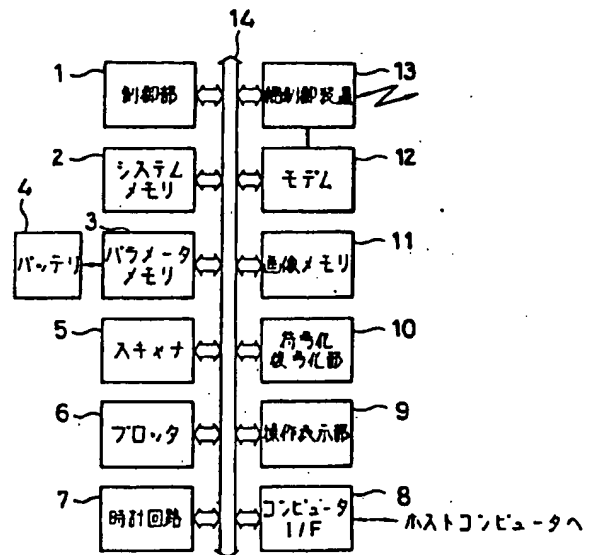 14
1
制御部
13
網制御装置
2
システム
メモリ
12
モデム
4
バッテリ
3
パラメータ
メモリ
11
画像メモリ
5
スキャナ
10
符号化
復号化部
6
プロッタ
9
操作表示部
7
時計回路
8
コンピュータ
I/F
ホストコンピュータへ